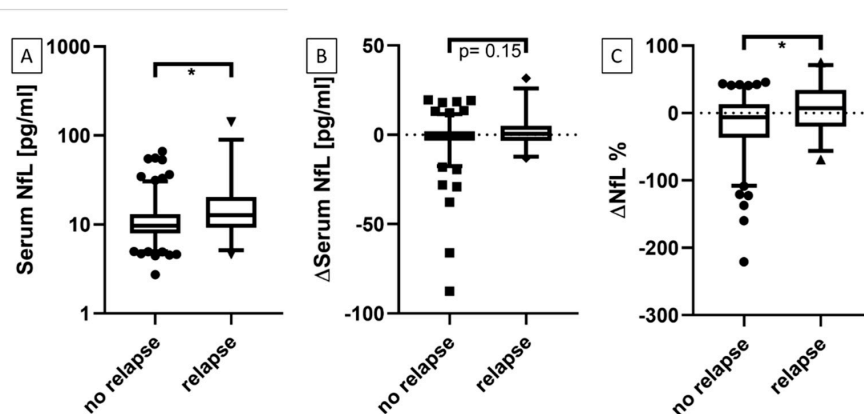 A
Serum NfL [pg/ml]
1000
100
10
1
*
no relapse
relapse
B
ΔSerum NfL [pg/ml]
50
0
-50
-100
p= 0.15
no relapse
relapse
C
ΔNfL %
100
0
-100
-200
-300
*
no relapse
relapse